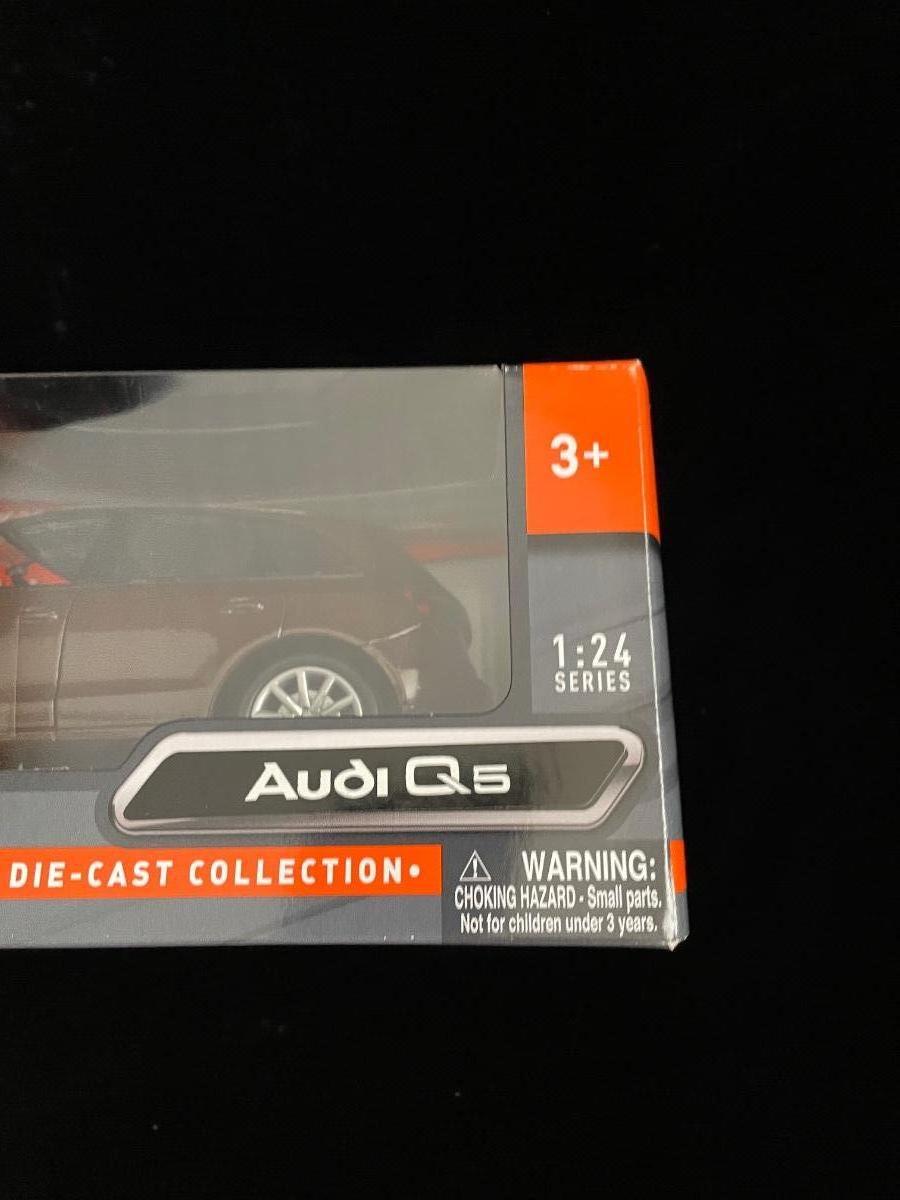 3+
1:24
SERIES
Audi Q5
DIE-CAST COLLECTION•
WARNING:
CHOKING HAZARD - Small parts.
Not for children under 3 years.